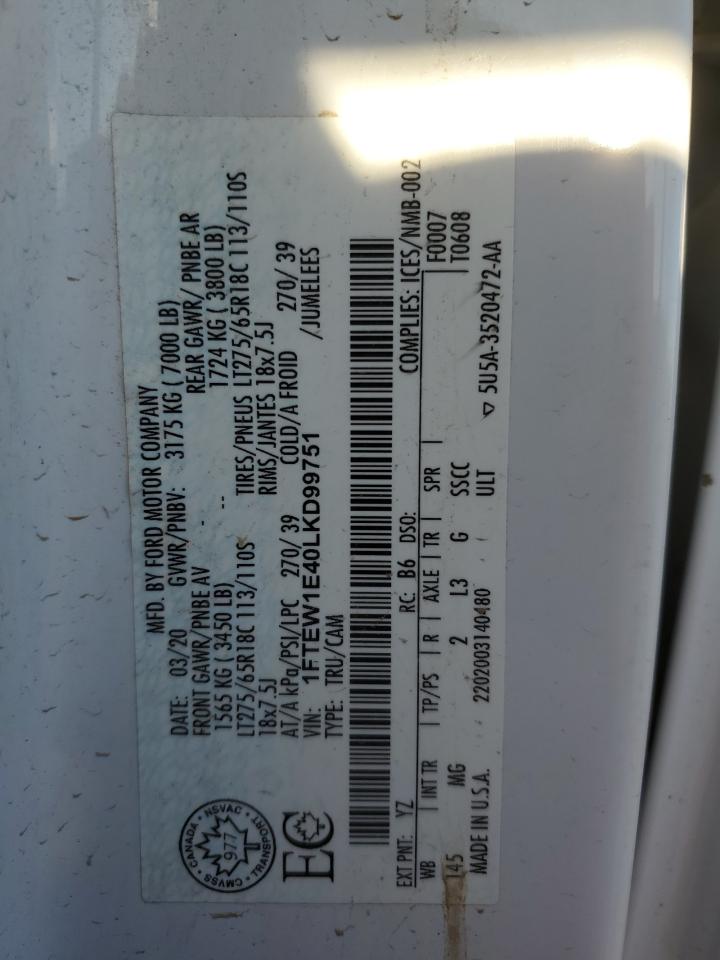 MFD. BY FORD MOTOR COMPANY
DATE: 03/20 GVWR/PNBV: 3175 KG ( 7000 LB)
FRONT GAWR/PNBE AV - REAR GAWR/ PNBE AR
1565 KG ( 3450 LB) -- 1724 KG ( 3800 LB)
LT275/65R18C 113/110S TIRES/PNEUS LT275/65R18C 113/110S
18x7.5J RIMS/JANTES 18x7.5J
AT/A kPa/PSI/LPC 270/ 39 COLD/A FROID 270/ 39
VIN: 1FTEW1E40LKD99751 /JUMELEES
TYPE: TRU/CAM
CANADA · NSVAC · TRANSPORT · CMVSS ·
977
EC
COMPLIES: ICES/NMB-002
EXT PNT: YZ RC: B6 DSO: F0007
WB | INT TR | TP/PS | R | AXLE | TR | SPR | T0608
145 MG 2 L3 G SSCC
MADE IN U.S.A. 2202003140480 ULT ▽ 5U5A-3520472-AA